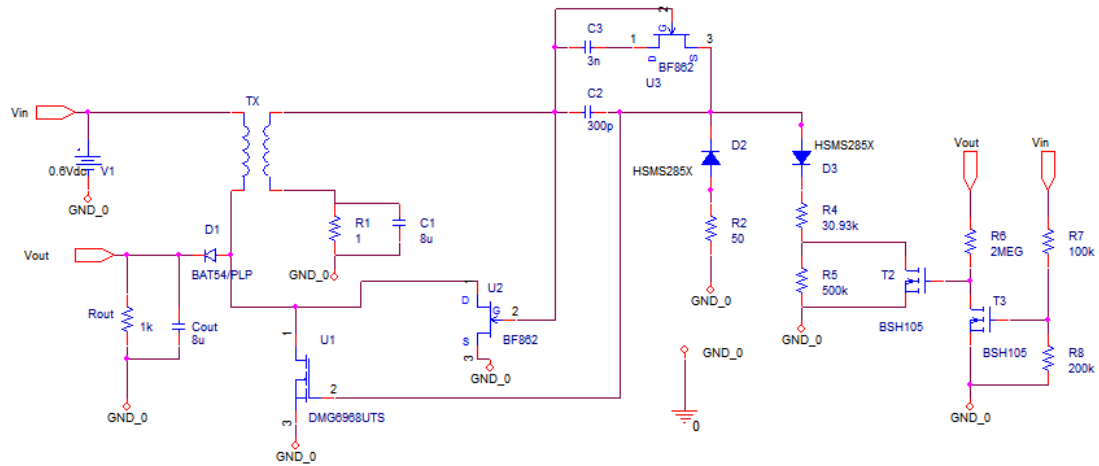 C3
3n
1
D
G
2
S
3
BF862
U3
Vin
TX
C2
300p
0.6Vdc
V1
GND_0
HSMS285X
D2
HSMS285X
D3
Vout
Vin
R1
1
C1
8u
GND_0
R2
50
R4
30.93k
R6
2MEG
R7
100k
Vout
D1
BAT54/PLP
R5
500k
T2
BSH105
T3
BSH105
R8
200k
Rout
1k
Cout
8u
1
D
G
S
U2
2
BF862
3
GND_0
GND_0
GND_0
GND_0
GND_0
0
U1
1
2
3
DMG6968UTS
GND_0
GND_0